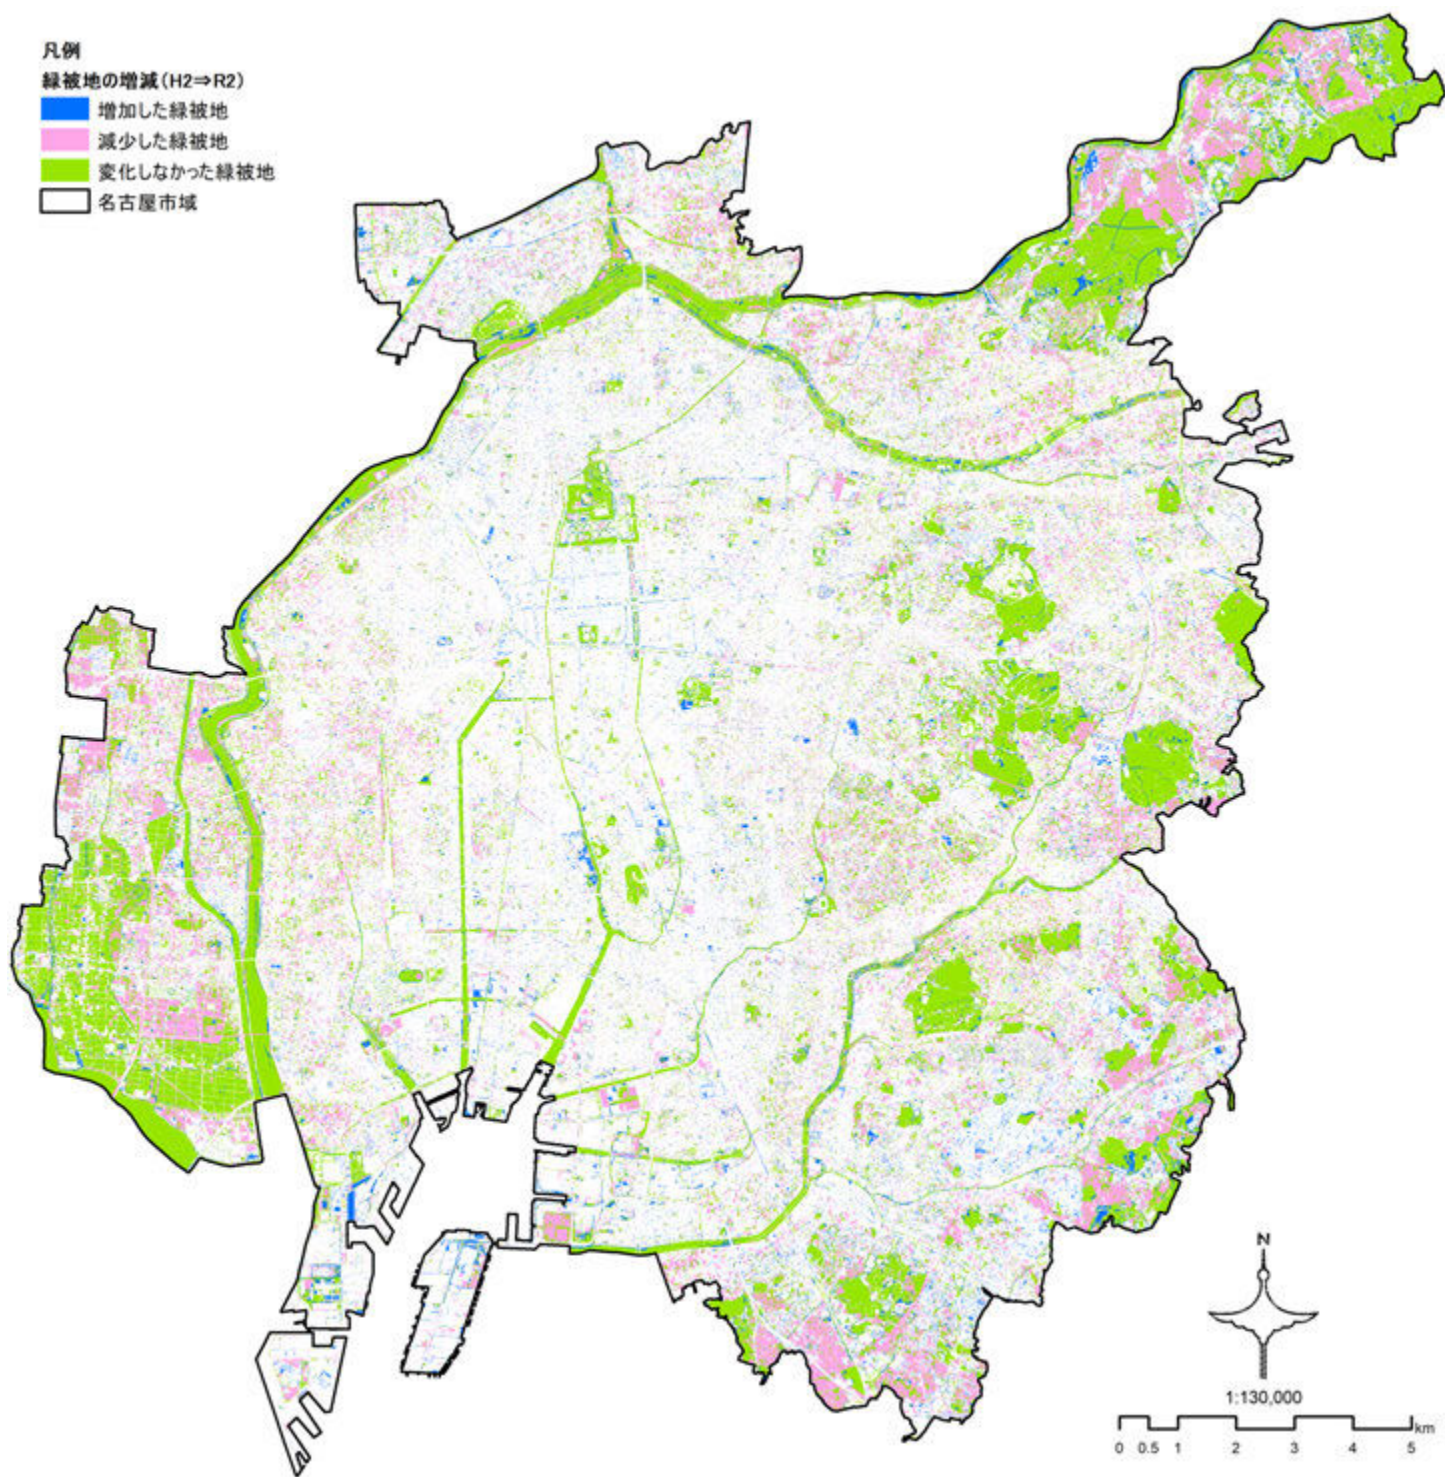 凡例
緑被地の増減(H2⇒R2)
増加した緑被地
減少した緑被地
変化しなかった緑被地
名古屋市域
N
1:130,000
km
0 0.5 1 2 3 4 5